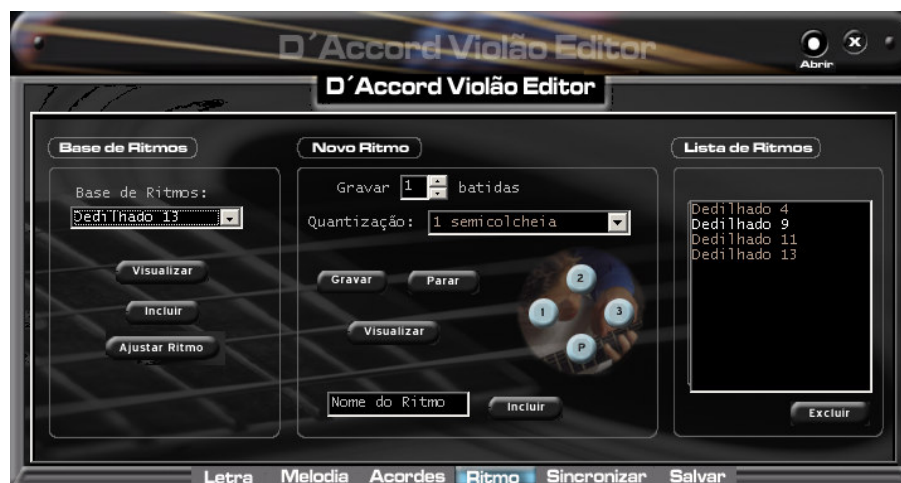 D´Accord Violão Editor
Abrir
D´Accord Violão Editor
Base de Ritmos
Base de Ritmos:
Dedilhado 13
Visualizar
Incluir
Ajustar Ritmo
Novo Ritmo
Gravar 1 batidas
Quantização: 1 semicolcheia
Gravar Parar
Visualizar
2
1 3
P
Nome do Ritmo Incluir
Lista de Ritmos
Dedilhado 4
Dedilhado 9
Dedilhado 11
Dedilhado 13
Excluir
Letra Melodia Acordes Ritmo Sincronizar Salvar